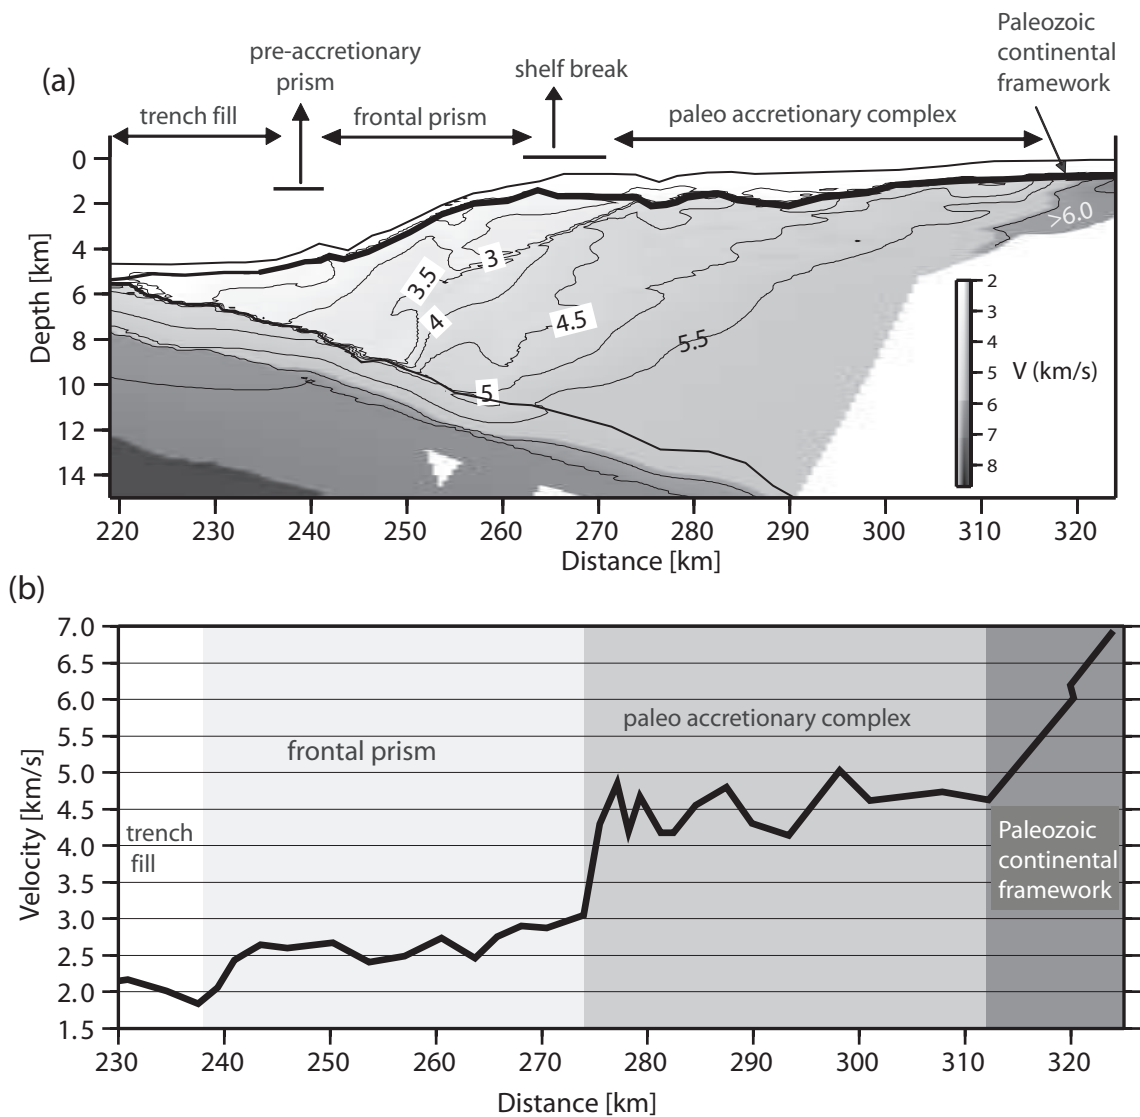 (a)
pre-accretionary
prism
shelf break
Paleozoic
continental
framework
trench fill
frontal prism
paleo accretionary complex
0
2
4
6
8
10
12
14
Depth [km]
3
3.5
4
4.5
5
5.5
>6.0
2
3
4
5
6
7
8
V (km/s)
220 230 240 250 260 270 280 290 300 310 320
Distance [km]
(b)
7.0
6.5
6.0
5.5
5.0
4.5
4.0
3.5
3.0
2.5
2.0
1.5
Velocity [km/s]
trench
fill
frontal prism
paleo accretionary complex
Paleozoic
continental
framework
230 240 250 260 270 280 290 300 310 320
Distance [km]